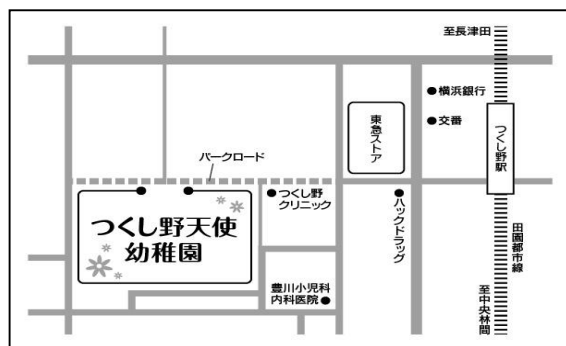 至長津田
横浜銀行
交番
つくし野駅
東急ストア
パークロード
つくし野
クリニック
ハックドラッグ
つくし野天使
幼稚園
田園都市線
豊川小児科
内科医院
至中央林間